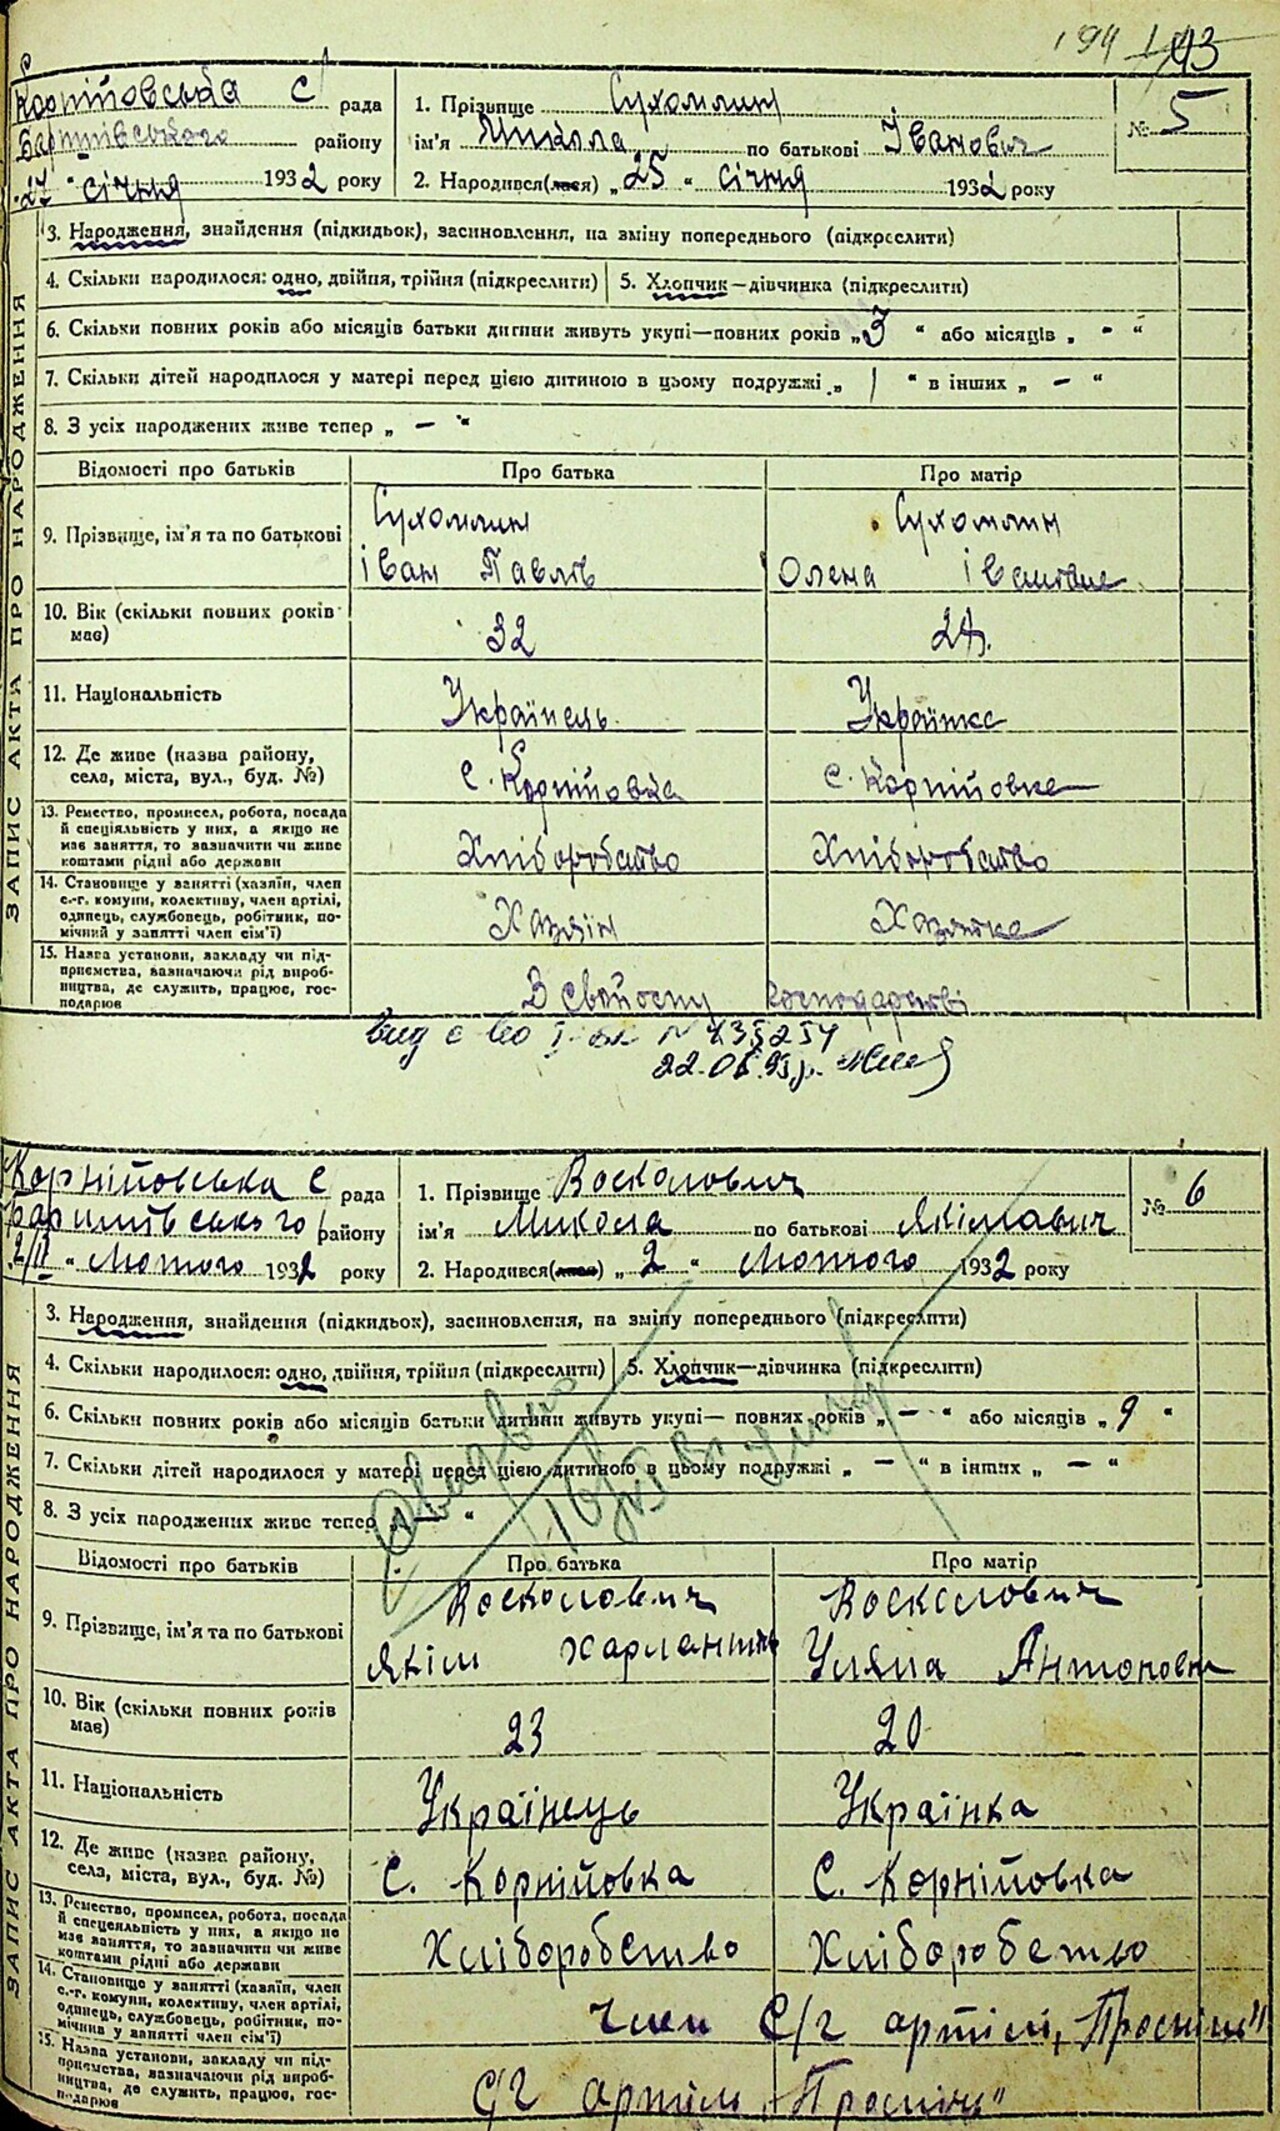 194 193
Корніїовська с/ рада
Баришівського району
"27" січня 1932 року
1. Прізвище Сухомлин
ім'я Микола по батькові Іванович
№ 5
2. Народився(лася) „25" січня 1932 року
ЗАПИС АКТА ПРО НАРОДЖЕННЯ
3. Народження, знайдення (підкидьок), засиновлення, на зміну попереднього (підкреслити)
4. Скільки народилося: одно, двійня, трійня (підкреслити) 5. Хлопчик—дівчинка (підкреслити)
6. Скільки повних років або місяців батьки дитини живуть укупі—повних років „3" або місяців „-"
7. Скільки дітей народилося у матері перед цією дитиною в цьому подружжі „1" в інших „-"
8. З усіх народжених живе тепер „-"
Відомості про батьків Про батька Про матір
9. Прізвище, ім'я та по батькові
Сухомлин Сухомлин
Іван Павлів Олена Іванівна
10. Вік (скільки повних років має) 32
11. Національність Українець Українка
12. Де живе (назва району, села, міста, вул., буд. №) с. Корніїовка с. Корніїовка
13. Ремество, промисел, робота, посада й спеціяльність у них, а якщо не має заняття, то зазначити чи живе коштами рідні або держави Хліборобство Хліборобство
14. Становище у занятті (хазяїн, член с.-г. комуни, колективу, член артілі, одинець, службовець, робітник, помічний у занятті член сім'ї) Хазяїн Хазяйка
15. Назва установи, закладу чи підприємства, зазначаючи рід виробництва, де служить, працює, господарює В свойому господарстві
Корніїовська с рада
Баришівського району
2/II " Лютого 1932 року
1. Прізвище Восколович
ім'я Микола по батькові Якімович
№ 6
2. Народився(лася) „2" Лютого 1932 року
ЗАПИС АКТА ПРО НАРОДЖЕННЯ
3. Народження, знайдення (підкидьок), засиновлення, на зміну попереднього (підкреслити)
4. Скільки народилося: одно, двійня, трійня (підкреслити) 5. Хлопчик—дівчинка (підкреслити)
6. Скільки повних років або місяців батьки дитини живуть укупі— повних років „-" або місяців „9"
7. Скільки дітей народилося у матері перед цією дитиною в цьому подружжі „-" в інших „-"
8. З усіх народжених живе тепер „-"
Відомості про батьків Про батька Про матір
9. Прізвище, ім'я та по батькові
Восколович Восколович
Якім Уляна Антоновна
10. Вік (скільки повних років має) 23 20
11. Національність Українець Українка
12. Де живе (назва району, села, міста, вул., буд. №) С. Корніїовка С. Корніїовка
13. Ремество, промисел, робота, посада й спеціяльність у них, а якщо не має заняття, то зазначити чи живе коштами рідні або держави Хліборобство Хліборобство
14. Становище у занятті (хазяїн, член с.-г. комуни, колективу, член артілі, одинець, службовець, робітник, помічний у занятті член сім'ї) Член С/г артілі
15. Назва установи, закладу чи підприємства, зазначаючи рід виробництва, де служить, працює, господарює С/г артіль